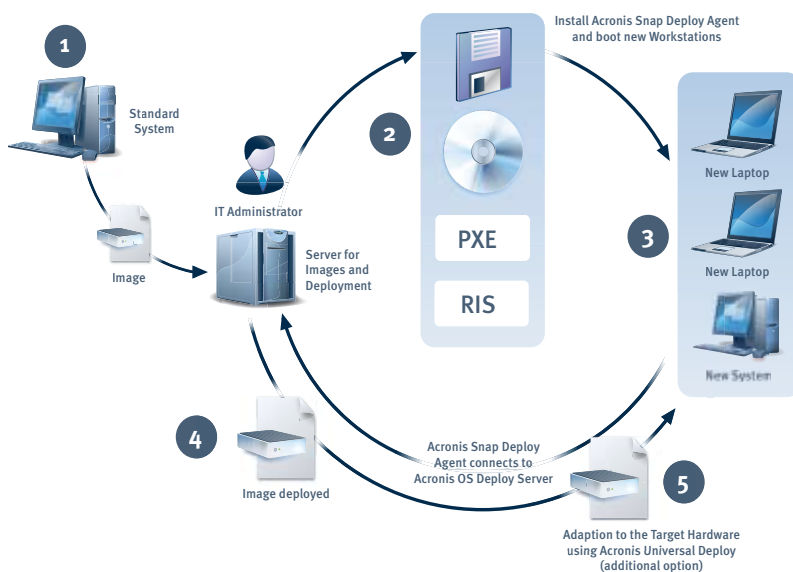 1
Standard
System
Image
IT Administrator
Server for
Images and
Deployment
2
PXE
RIS
Install Acronis Snap Deploy Agent
and boot new Workstations
3
New Laptop
New Laptop
New System
4
Image deployed
Acronis Snap Deploy
Agent connects to
Acronis OS Deploy Server
5
Adaption to the Target Hardware
using Acronis Universal Deploy
(additional option)